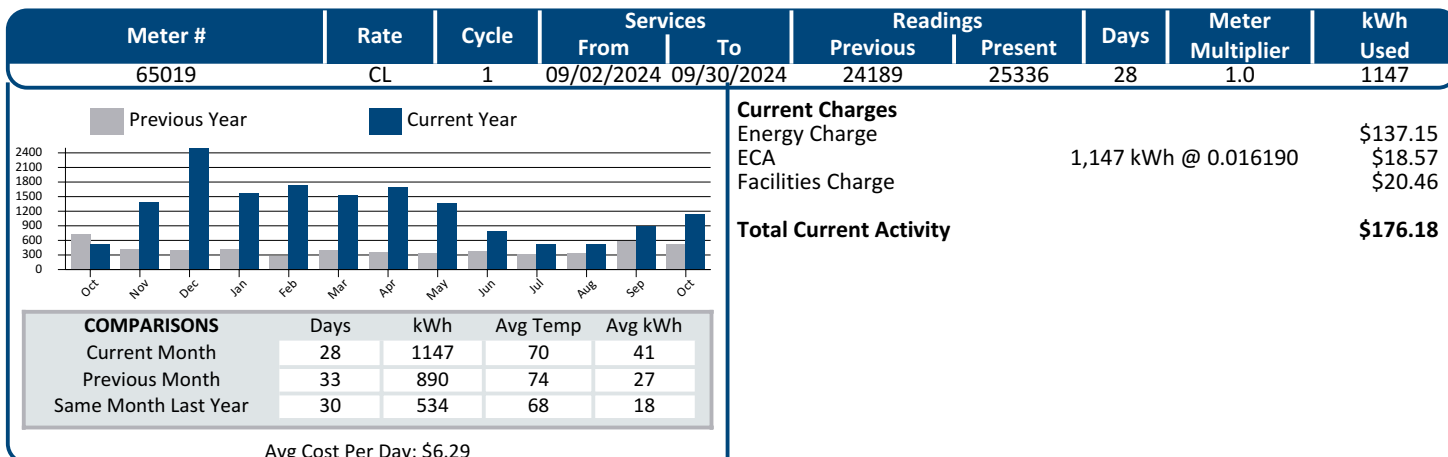 Meter # Rate Cycle Services Readings Days Meter kWh
From To Previous Present Multiplier Used
65019 CL 1 09/02/2024 09/30/2024 24189 25336 28 1.0 1147
Previous Year Current Year
2400
2100
1800
1500
1200
900
600
300
0
Oct Nov Dec Jan Feb Mar Apr May Jun Jul Aug Sep Oct
COMPARISONS Days kWh Avg Temp Avg kWh
Current Month 28 1147 70 41
Previous Month 33 890 74 27
Same Month Last Year 30 534 68 18
Avg Cost Per Day: $6.29
Current Charges
Energy Charge $137.15
ECA 1,147 kWh @ 0.016190 $18.57
Facilities Charge $20.46
Total Current Activity $176.18